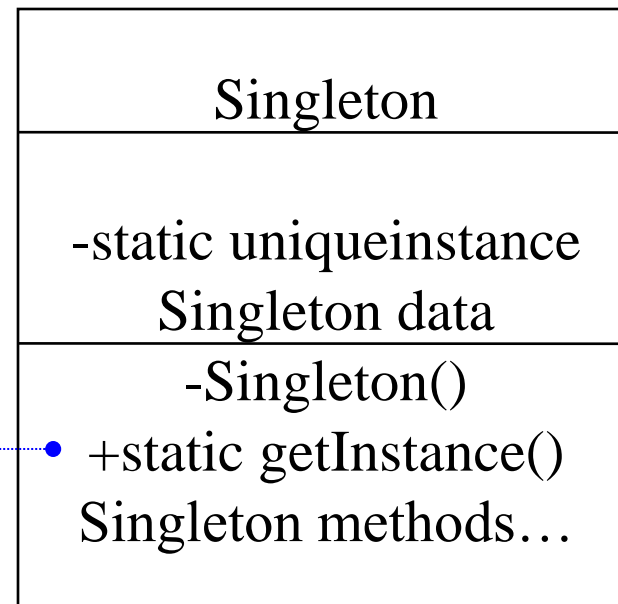 Singleton
-static uniqueinstance
Singleton data
-Singleton()
+static getInstance()
Singleton methods…